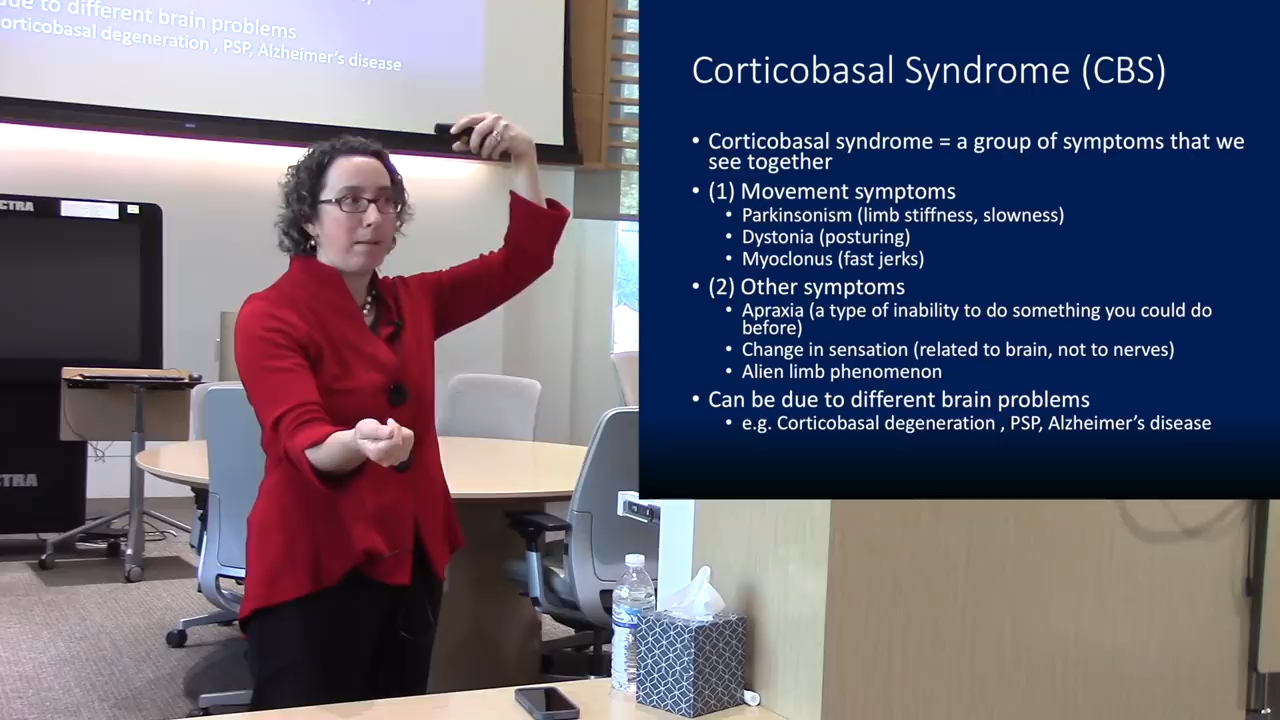 due to different brain problems
orticobasal degeneration , PSP, Alzheimer's disease
CTRA
CTRA
Corticobasal Syndrome (CBS)
• Corticobasal syndrome = a group of symptoms that we
see together
• (1) Movement symptoms
• Parkinsonism (limb stiffness, slowness)
• Dystonia (posturing)
• Myoclonus (fast jerks)
• (2) Other symptoms
• Apraxia (a type of inability to do something you could do
before)
• Change in sensation (related to brain, not to nerves)
• Alien limb phenomenon
• Can be due to different brain problems
• e.g. Corticobasal degeneration , PSP, Alzheimer's disease